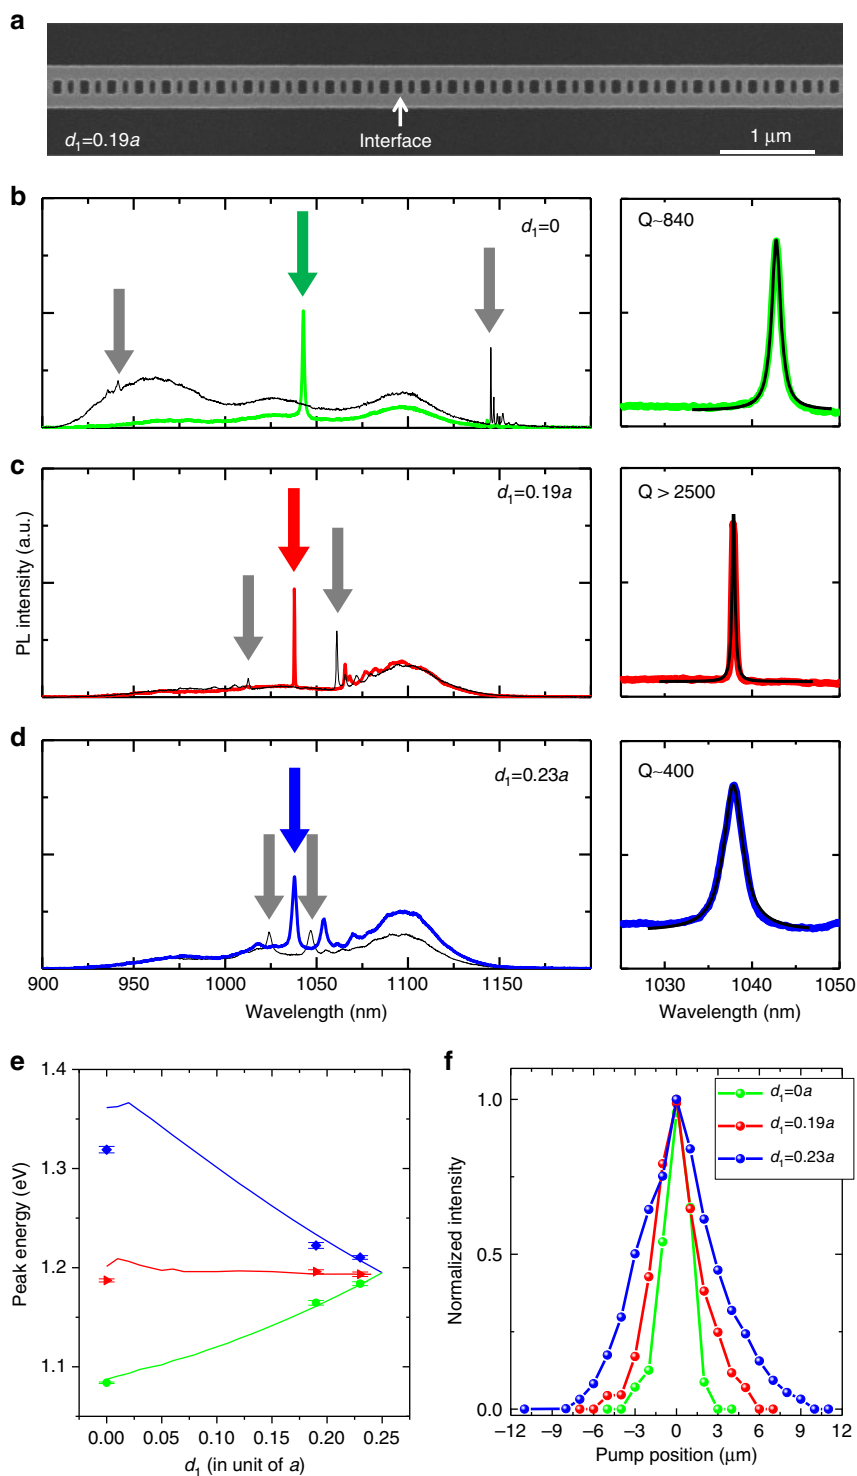 a
d₁=0.19a
Interface
1 μm
b
d₁=0
Q~840
c
d₁=0.19a
Q > 2500
PL intensity (a.u.)
d
d₁=0.23a
Q~400
900 950 1000 1050 1100 1150
1030 1040 1050
Wavelength (nm)
Wavelength (nm)
e
1.4
1.3
1.2
1.1
Peak energy (eV)
0.00 0.05 0.10 0.15 0.20 0.25
d₁ (in unit of a)
f
d₁=0a
d₁=0.19a
d₁=0.23a
1.0
0.5
0.0
Normalized intensity
−12 −9 −6 −3 0 3 6 9 12
Pump position (μm)